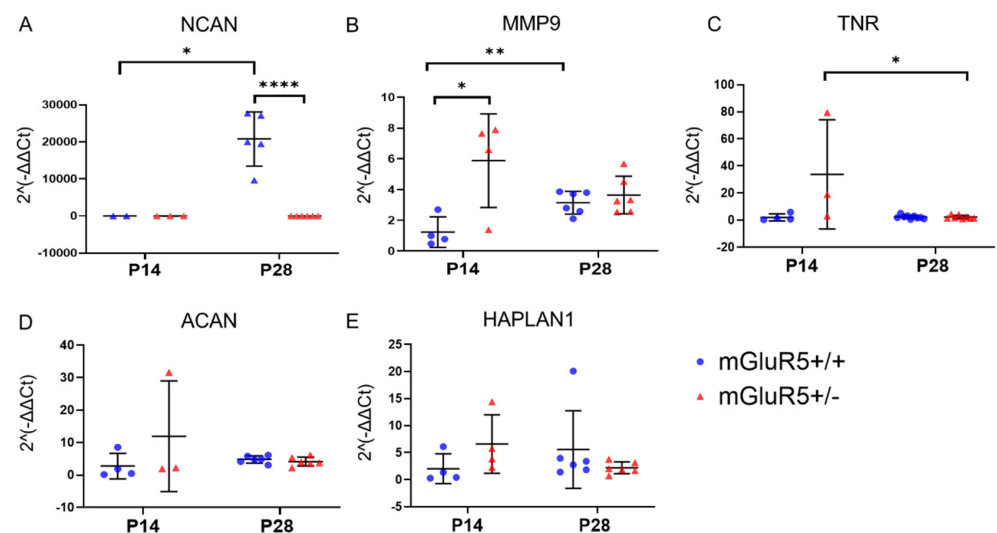 A NCAN
*
****
2^(-ΔΔCt)
30000
20000
10000
0
-10000
P14 P28
B MMP9
**
*
2^(-ΔΔCt)
10
8
6
4
2
0
P14 P28
C TNR
*
2^(-ΔΔCt)
100
80
60
40
20
0
-20
P14 P28
D ACAN
2^(-ΔΔCt)
40
30
20
10
0
-10
P14 P28
E HAPLAN1
2^(-ΔΔCt)
25
20
15
10
5
0
-5
P14 P28
mGluR5+/+
mGluR5+/-